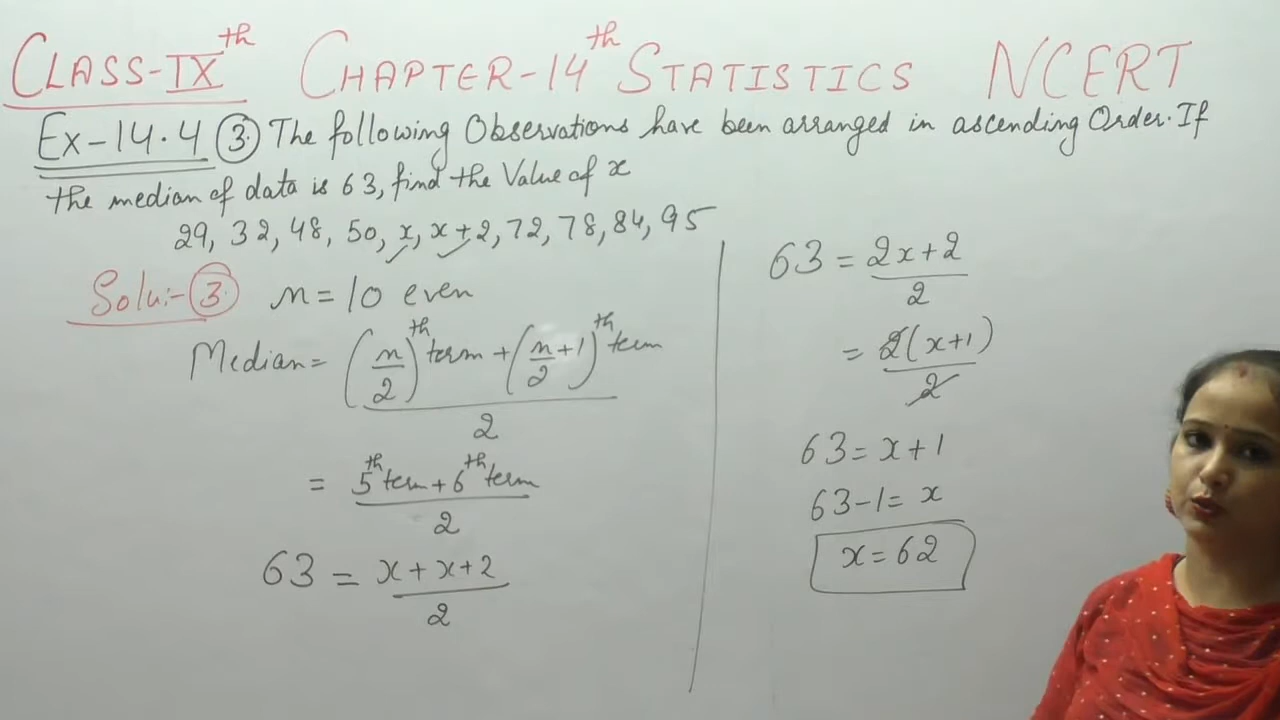 CLASS-IXth CHAPTER-14th STATISTICS NCERT
Ex-14.4 (3.) The following Observations have been arranged in ascending Order. If
the median of data is 63, find the Value of x
29, 32, 48, 50, x, x+2, 72, 78, 84, 95
Solu:-(3.) n = 10 even
Median = (n/2)th term + (n/2 + 1)th term
2
= 5th term + 6th term
2
63 = x + x + 2
2
63 = 2x+2
2
= 2(x+1)
2
63 = x+1
63-1 = x
x = 62